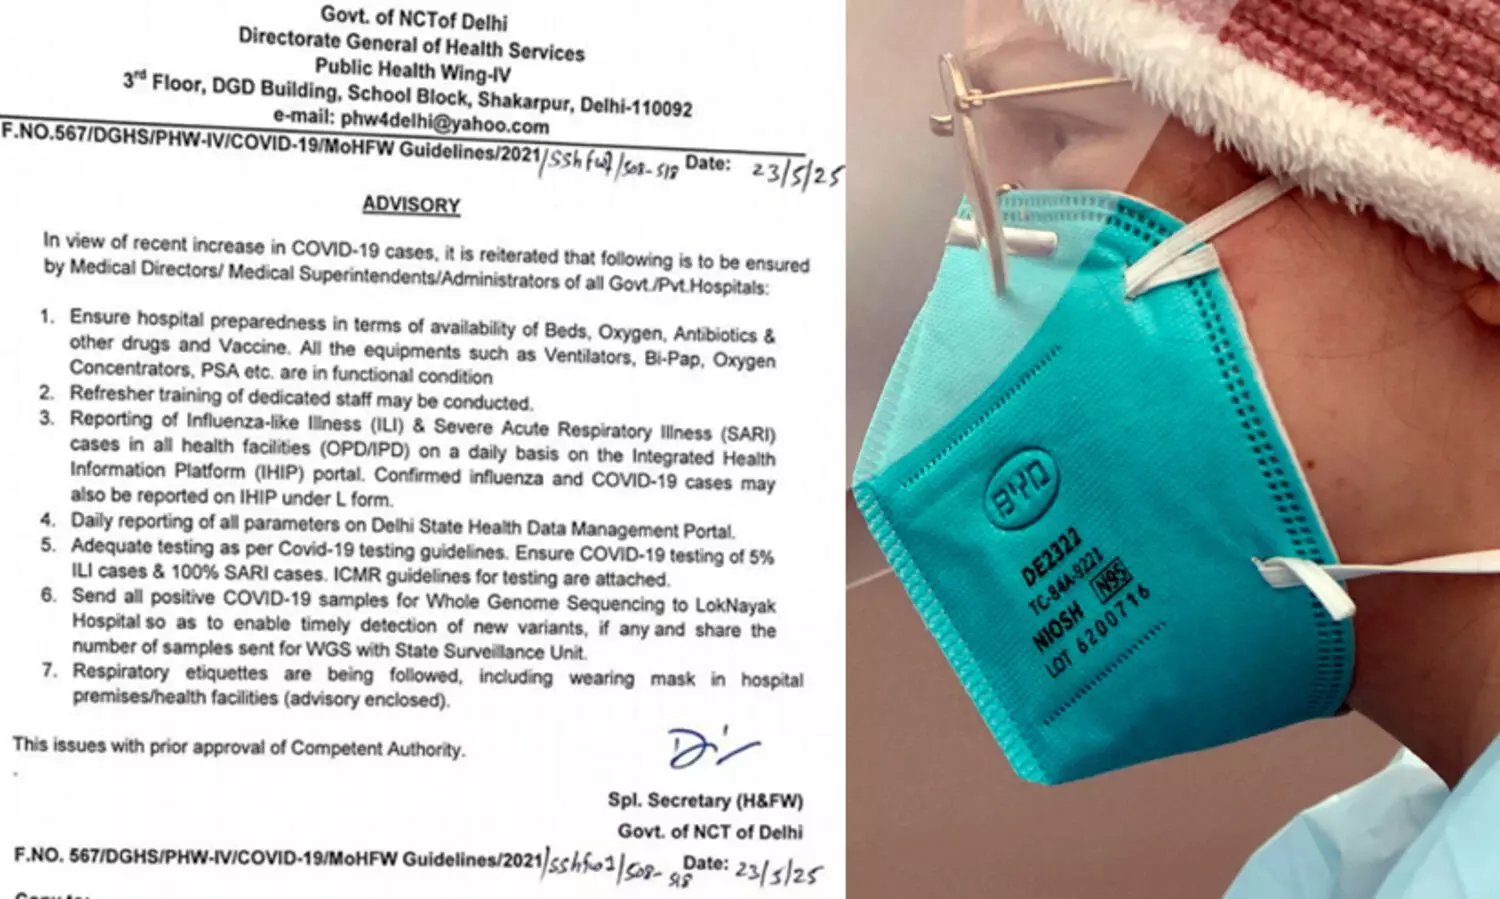 Govt. of NCTof Delhi
Directorate General of Health Services
Public Health Wing-IV
3rd Floor, DGD Building, School Block, Shakarpur, Delhi-110092
e-mail: phw4delhi@yahoo.com
F.NO.567/DGHS/PHW-IV/COVID-19/MoHFW Guidelines/2021/sshfw1/508-518 Date: 23/5/25
ADVISORY
In view of recent increase in COVID-19 cases, it is reiterated that following is to be ensured
by Medical Directors/ Medical Superintendents/Administrators of all Govt./Pvt.Hospitals:
1. Ensure hospital preparedness in terms of availability of Beds, Oxygen, Antibiotics &
other drugs and Vaccine. All the equipments such as Ventilators, Bi-Pap, Oxygen
Concentrators, PSA etc. are in functional condition
2. Refresher training of dedicated staff may be conducted.
3. Reporting of Influenza-like Illness (ILI) & Severe Acute Respiratory Illness (SARI)
cases in all health facilities (OPD/IPD) on a daily basis on the Integrated Health
Information Platform (IHIP) portal. Confirmed influenza and COVID-19 cases may
also be reported on IHIP under L form.
4. Daily reporting of all parameters on Delhi State Health Data Management Portal.
5. Adequate testing as per Covid-19 testing guidelines. Ensure COVID-19 testing of 5%
ILI cases & 100% SARI cases. ICMR guidelines for testing are attached.
6. Send all positive COVID-19 samples for Whole Genome Sequencing to LokNayak
Hospital so as to enable timely detection of new variants, if any and share the
number of samples sent for WGS with State Surveillance Unit.
7. Respiratory etiquettes are being followed, including wearing mask in hospital
premises/health facilities (advisory enclosed).
This issues with prior approval of Competent Authority.
Spl. Secretary (H&FW)
Govt. of NCT of Delhi
F.NO. 567/DGHS/PHW-IV/COVID-19/MoHFW Guidelines/2021/sshfw1/508-518 Date: 23/5/25
BYD
DE2322
TC-84A-9221
NIOSH N95
LOT 6200716